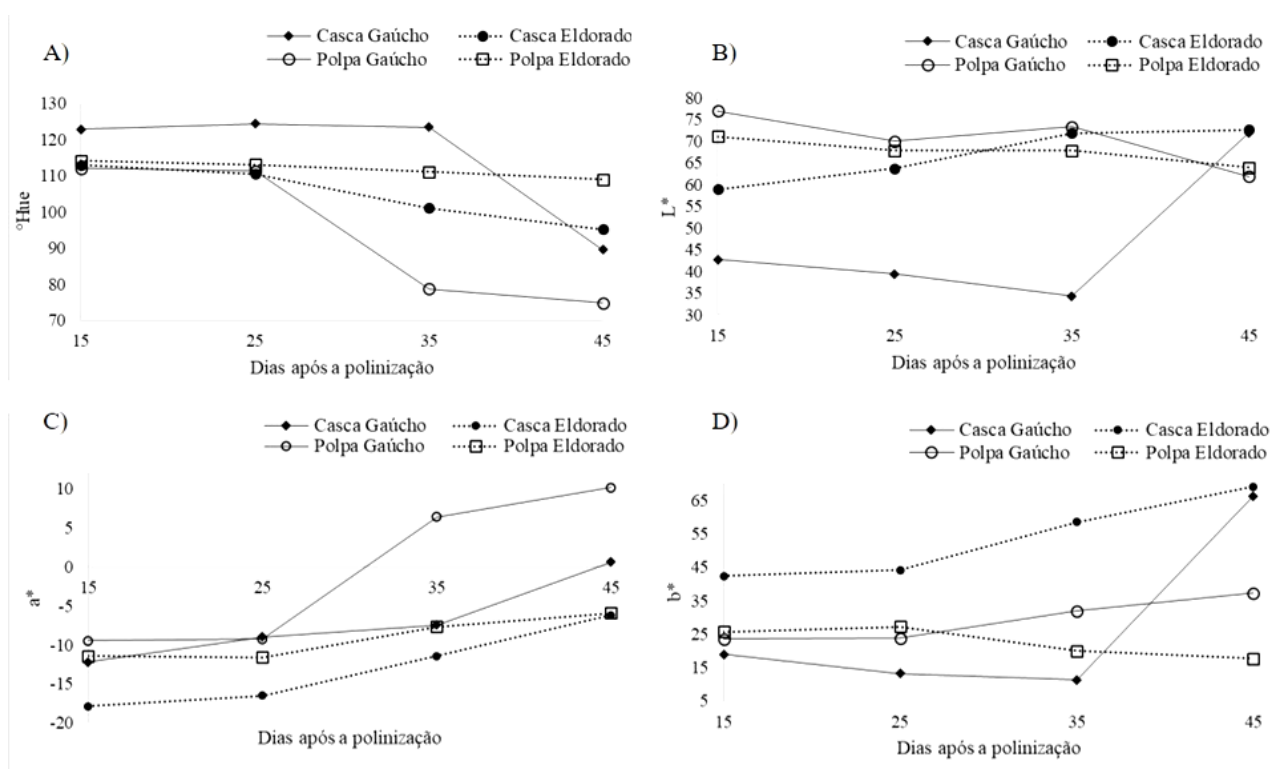 A)
Casca Gaúcho Casca Eldorado
Polpa Gaúcho Polpa Eldorado
130
120
110
100
90
80
70
°Hue
15 25 35 45
Dias após a polinização
B)
Casca Gaúcho Casca Eldorado
Polpa Gaúcho Polpa Eldorado
80
75
70
65
60
55
50
45
40
35
30
L*
15 25 35 45
Dias após a polinização
C)
Casca Gaúcho Casca Eldorado
Polpa Gaúcho Polpa Eldorado
10
5
0
-5
-10
-15
-20
a*
15 25 35 45
Dias após a polinização
D)
Casca Gaúcho Casca Eldorado
Polpa Gaúcho Polpa Eldorado
65
55
45
35
25
15
5
b*
15 25 35 45
Dias após a polinização